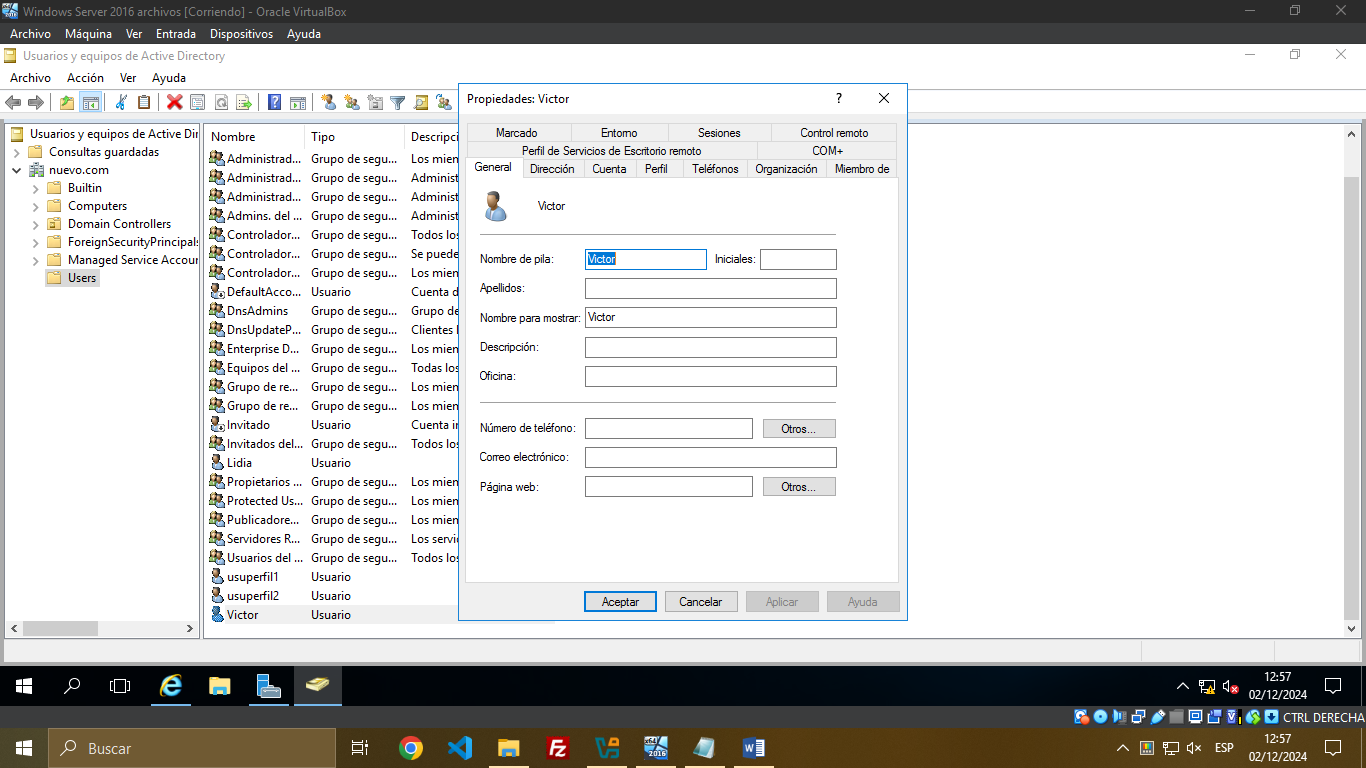 Windows Server 2016 archivos [Corriendo] - Oracle VirtualBox
Archivo Máquina Ver Entrada Dispositivos Ayuda
Usuarios y equipos de Active Directory
Archivo Acción Ver Ayuda
Usuarios y equipos de Active Dir
Consultas guardadas
nuevo.com
Builtin
Computers
Domain Controllers
ForeignSecurityPrincipals
Managed Service Accour
Users
Nombre Tipo Descripci
Administrad... Grupo de segu... Los mien
Administrad... Grupo de segu... Administ
Administrad... Grupo de segu... Administ
Admins. del ... Grupo de segu... Administ
Controlador... Grupo de segu... Todos los
Controlador... Grupo de segu... Se puede
Controlador... Grupo de segu... Los mien
DefaultAcco... Usuario Cuenta d
DnsAdmins Grupo de segu... Grupo de
DnsUpdateP... Grupo de segu... Clientes
Enterprise D... Grupo de segu... Los mien
Equipos del ... Grupo de segu... Todas los
Grupo de re... Grupo de segu... Los mien
Grupo de re... Grupo de segu... Los mien
Invitado Usuario Cuenta in
Invitados del... Grupo de segu... Todos los
Lidia Usuario
Propietarios ... Grupo de segu... Los mien
Protected Us... Grupo de segu... Los mien
Publicadore... Grupo de segu... Los mien
Servidores R... Grupo de segu... Los servic
Usuarios del ... Grupo de segu... Todos los
usuperfil1 Usuario
usuperfil2 Usuario
Victor Usuario
Propiedades: Victor ?
Marcado Entorno Sesiones Control remoto
Perfil de Servicios de Escritorio remoto COM+
General Dirección Cuenta Perfil Teléfonos Organización Miembro de
Victor
Nombre de pila: Victor Iniciales:
Apellidos:
Nombre para mostrar: Victor
Descripción:
Oficina:
Número de teléfono: Otros...
Correo electrónico:
Página web: Otros...
Aceptar Cancelar Aplicar Ayuda
12:57
02/12/2024
CTRL DERECHA
Buscar
x64
2016
ESP
12:57
02/12/2024